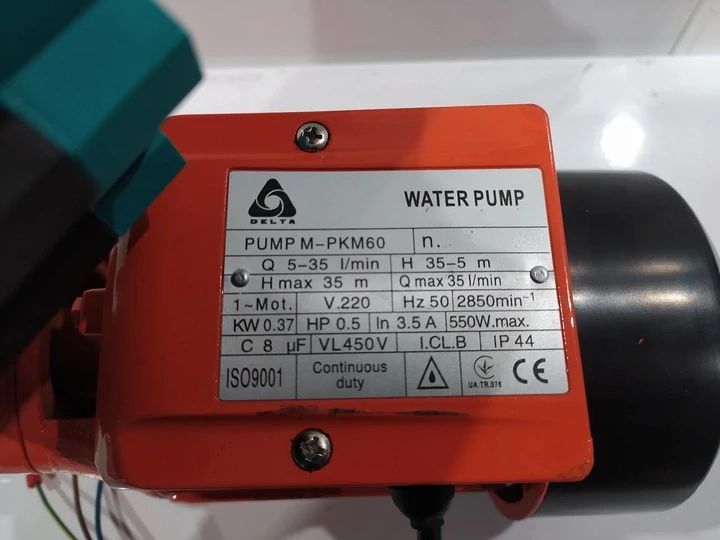 DELTA
WATER PUMP
PUMP M-PKM60 n.
Q 5-35 l/min H 35-5 m
H max 35 m Q max 35 l/min
1~Mot. V.220 Hz 50 2850min⁻¹
KW 0.37 HP 0.5 In 3.5 A 550W.max.
C 8 µF VL450V I.CL.B IP 44
ISO9001 Continuous duty CE
UA.TR.076